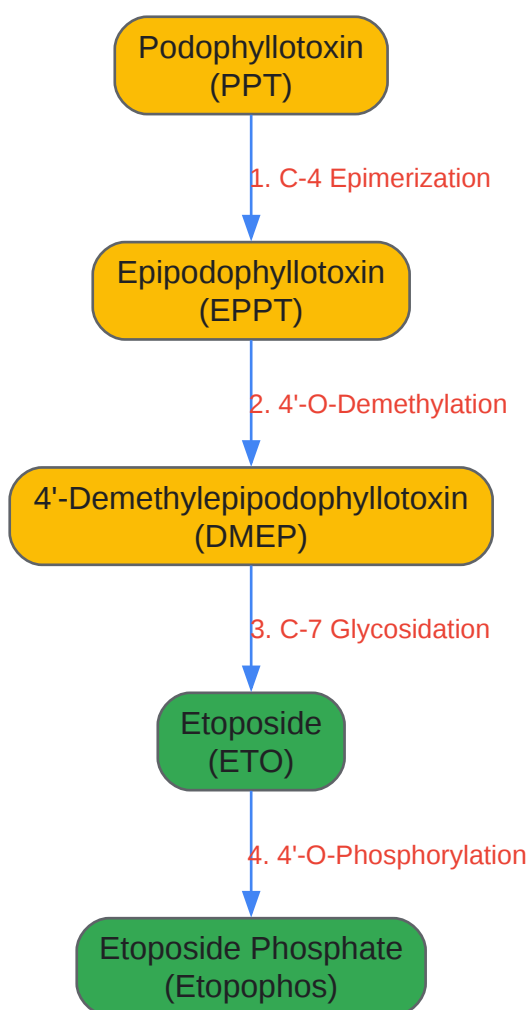 Podophyllotoxin
(PPT)
1. C-4 Epimerization
Epipodophyllotoxin
(EPPT)
2. 4'-O-Demethylation
4'-Demethylepipodophyllotoxin
(DMEP)
3. C-7 Glycosidation
Etoposide
(ETO)
4. 4'-O-Phosphorylation
Etoposide Phosphate
(Etopophos)